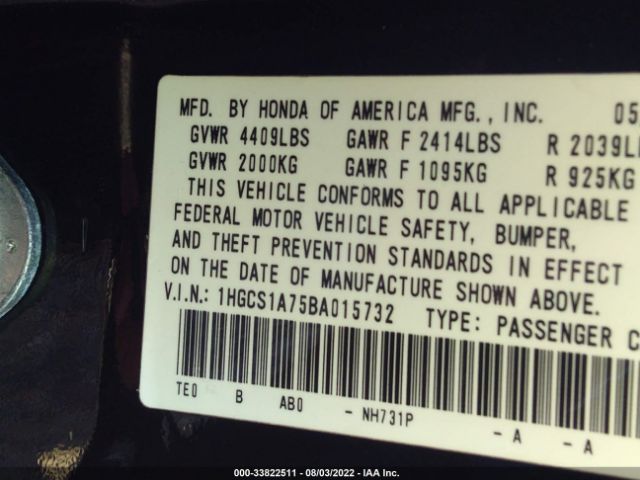 MFD. BY HONDA OF AMERICA MFG., INC. 05
GVWR 4409LBS GAWR F 2414LBS R 2039L
GVWR 2000KG GAWR F 1095KG R 925KG
THIS VEHICLE CONFORMS TO ALL APPLICABLE
FEDERAL MOTOR VEHICLE SAFETY, BUMPER,
AND THEFT PREVENTION STANDARDS IN EFFECT
ON THE DATE OF MANUFACTURE SHOWN ABOVE.
V.I.N.: 1HGCS1A75BA015732 TYPE: PASSENGER C
TE0 B AB0 - NH731P - A - A
000-33822511 - 08/03/2022 - IAA Inc.